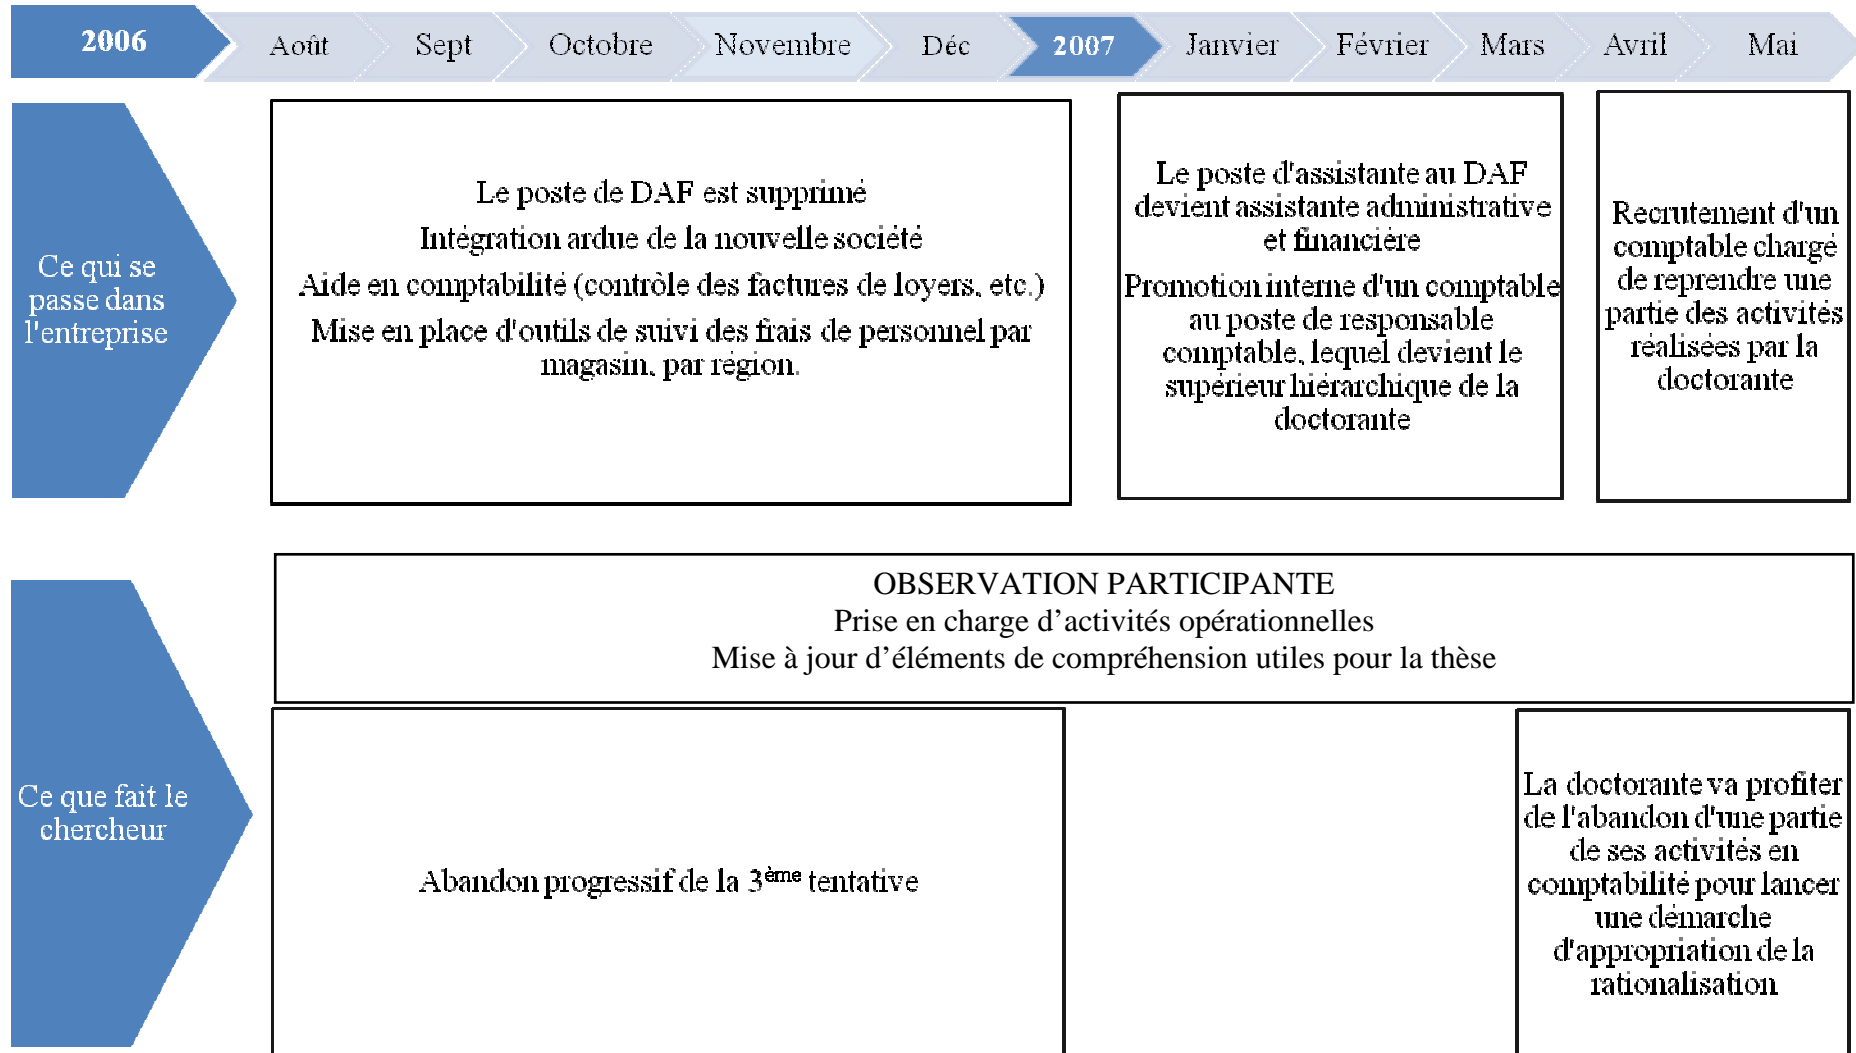 2006
Août
Sept
Octobre
Novembre
Déc
2007
Janvier
Février
Mars
Avril
Mai
Ce qui se
passe dans
l'entreprise
Le poste de DAF est supprimé
Intégration ardue de la nouvelle société
Aide en comptabilité (contrôle des factures de loyers, etc.)
Mise en place d'outils de suivi des frais de personnel par
magasin, par région.
Le poste d'assistante au DAF
devient assistante administrative
et financière
Promotion interne d'un comptable
au poste de responsable
comptable, lequel devient le
supérieur hiérarchique de la
doctorante
Recrutement d'un
comptable chargé
de reprendre une
partie des activités
réalisées par la
doctorante
Ce que fait le
chercheur
OBSERVATION PARTICIPANTE
Prise en charge d’activités opérationnelles
Mise à jour d’éléments de compréhension utiles pour la thèse
Abandon progressif de la 3ème tentative
La doctorante va profiter
de l'abandon d'une partie
de ses activités en
comptabilité pour lancer
une démarche
d'appropriation de la
rationalisation